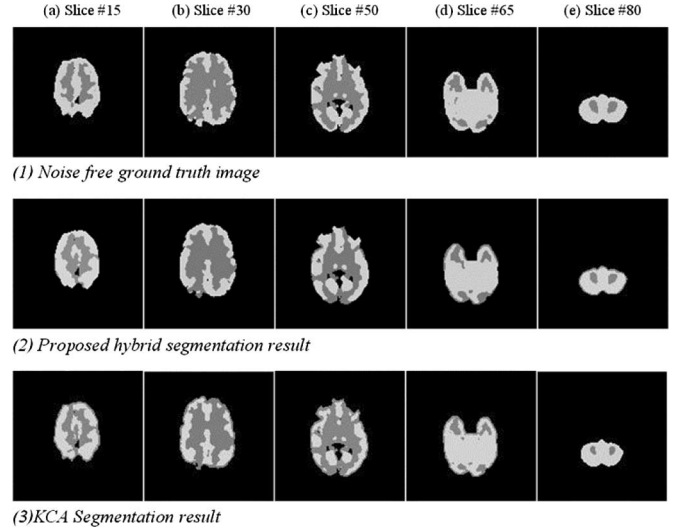 (a) Slice #15 (b) Slice #30 (c) Slice #50 (d) Slice #65 (e) Slice #80
(1) Noise free ground truth image
(2) Proposed hybrid segmentation result
(3)KCA Segmentation result